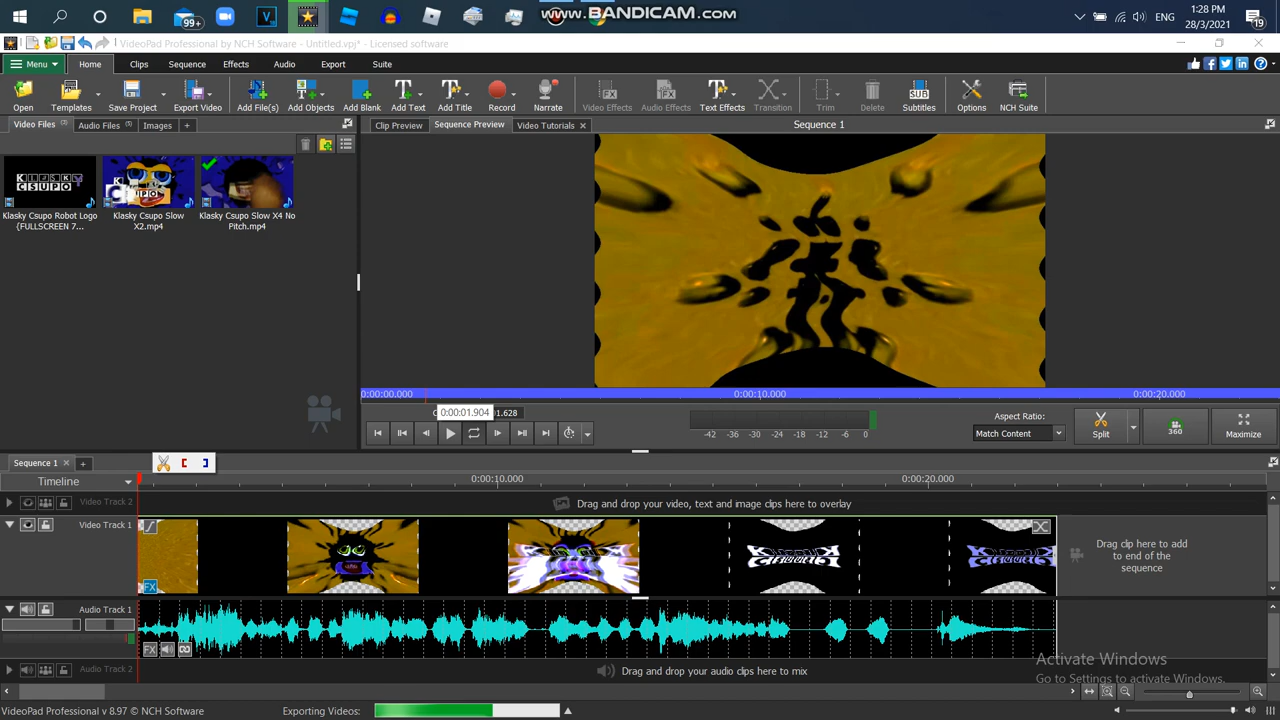 99+
WWW.BANDICAM.COM
ENG
1:28 PM
28/3/2021
19
VideoPad Professional by NCH Software - Untitled.vpj* - Licensed software
Menu
Home
Clips
Sequence
Effects
Audio
Export
Suite
Open
Templates
Save Project
Export Video
Add File(s)
Add Objects
Add Blank
Add Text
Add Title
Record
Narrate
Video Effects
Audio Effects
Text Effects
Transition
Trim
Delete
Subtitles
Options
NCH Suite
Video Files (3)
Audio Files (5)
Images
+
Clip Preview
Sequence Preview
Video Tutorials
Sequence 1
Klasky Csupo Robot Logo
{FULLSCREEN 7...
Klasky Csupo Slow
X2.mp4
Klasky Csupo Slow X4 No
Pitch.mp4
0:00:00.000
0:00:10.000
0:00:20.000
0:00:01.904
1.628
-42 -36 -30 -24 -18 -12 -6 0
Aspect Ratio:
Match Content
Split
360
Maximize
Sequence 1
Timeline
0:00:10.000
0:00:20.000
Video Track 2
Drag and drop your video, text and image clips here to overlay
Video Track 1
Drag clip here to add
to end of the
sequence
FX
Audio Track 1
FX
Audio Track 2
Drag and drop your audio clips here to mix
Activate Windows
Go to Settings to activate Windows.
VideoPad Professional v 8.97 © NCH Software
Exporting Videos: